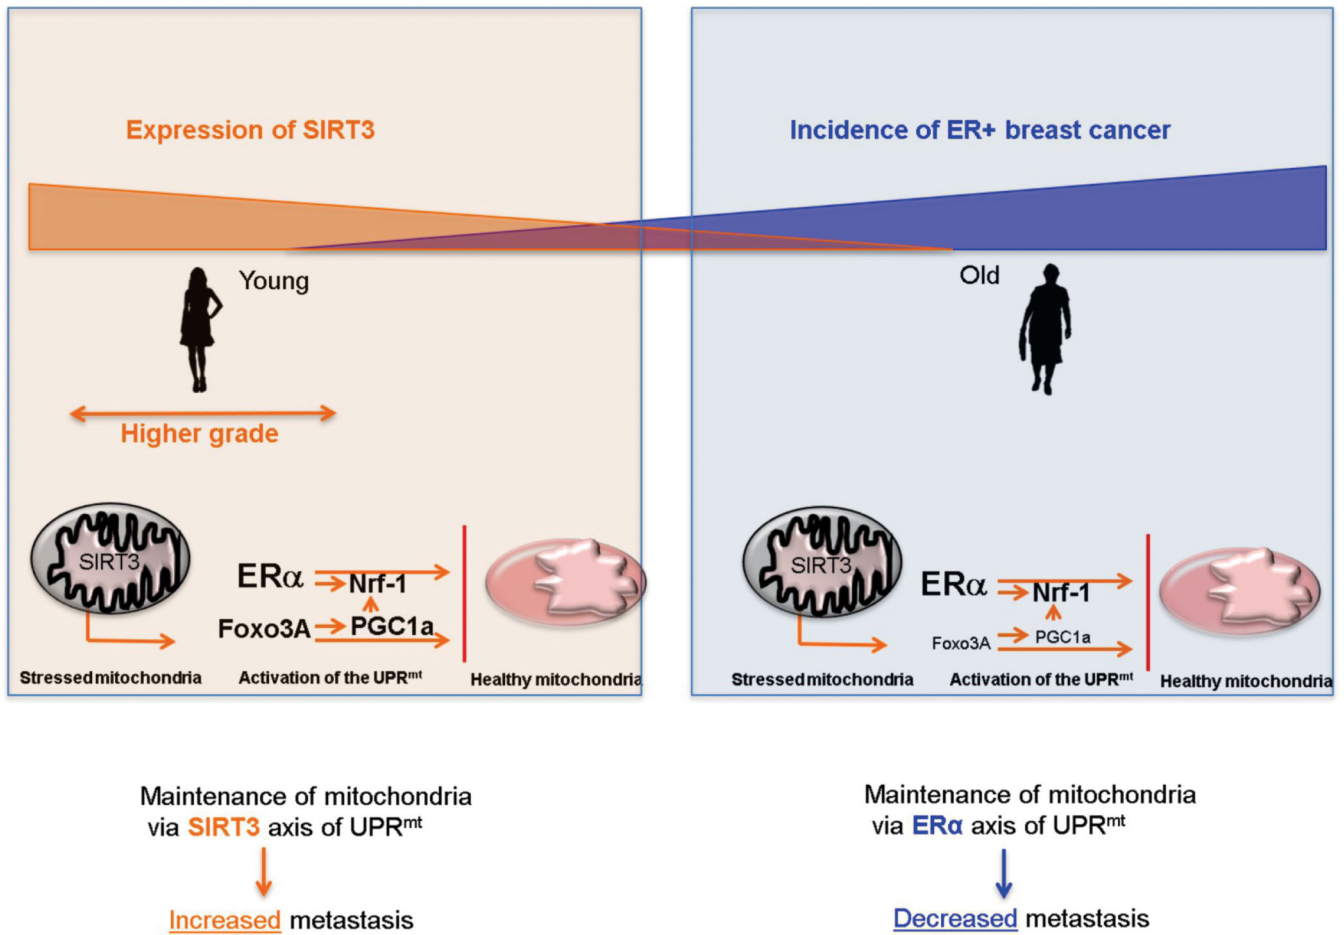 Expression of SIRT3
Young
Higher grade
SIRT3
ERα
Nrf-1
Foxo3A
PGC1a
Stressed mitochondria
Activation of the UPRmt
Healthy mitochondria
Maintenance of mitochondria
via SIRT3 axis of UPRmt
Increased metastasis
Incidence of ER+ breast cancer
Old
SIRT3
ERα
Nrf-1
Foxo3A
PGC1a
Stressed mitochondria
Activation of the UPRmt
Healthy mitochondria
Maintenance of mitochondria
via ERα axis of UPRmt
Decreased metastasis